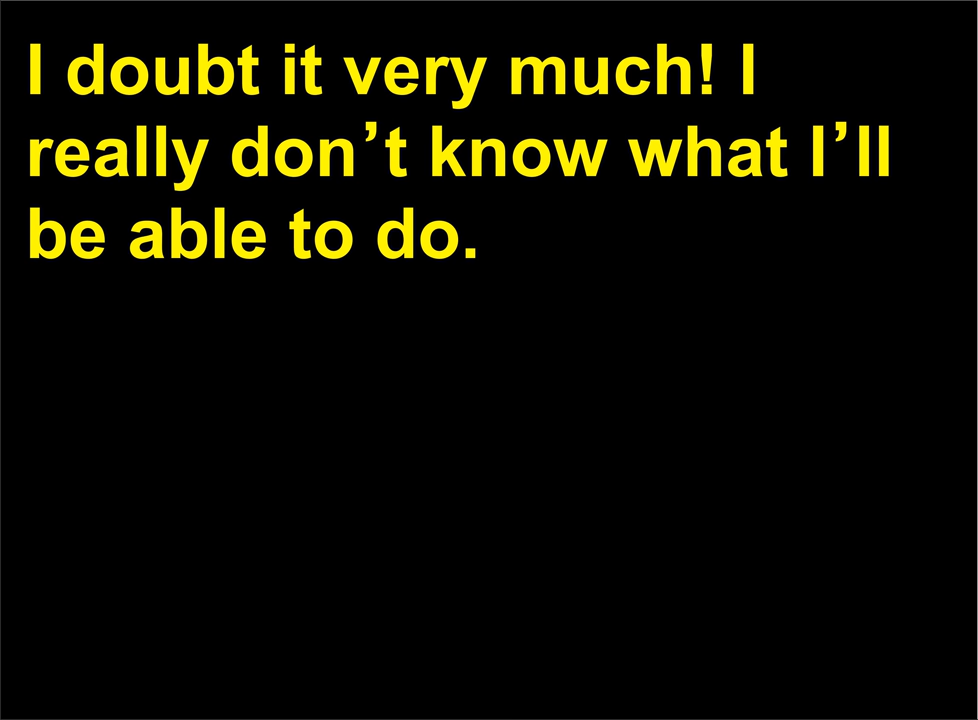 I doubt it very much! I
really don’t know what I’ll
be able to do.